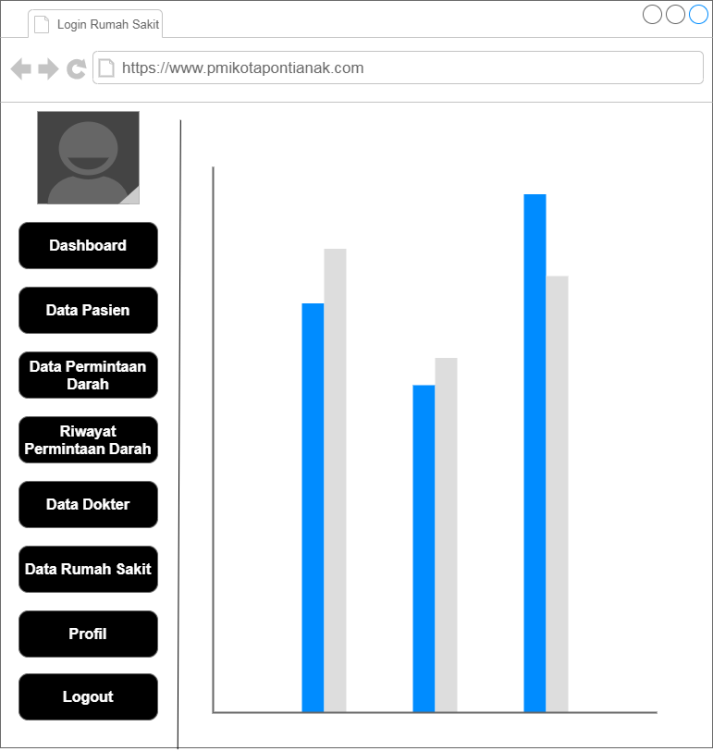 Login Rumah Sakit
https://www.pmikotapontianak.com
Dashboard
Data Pasien
Data Permintaan
Darah
Riwayat
Permintaan Darah
Data Dokter
Data Rumah Sakit
Profil
Logout